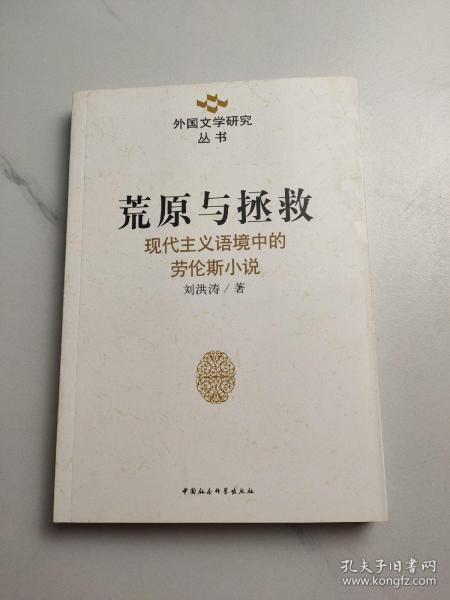 外国文学研究
丛书
荒原与拯救
现代主义语境中的
劳伦斯小说
刘洪涛/著
中国社会科学出版社
孔夫子旧书网
www.kongfz.com